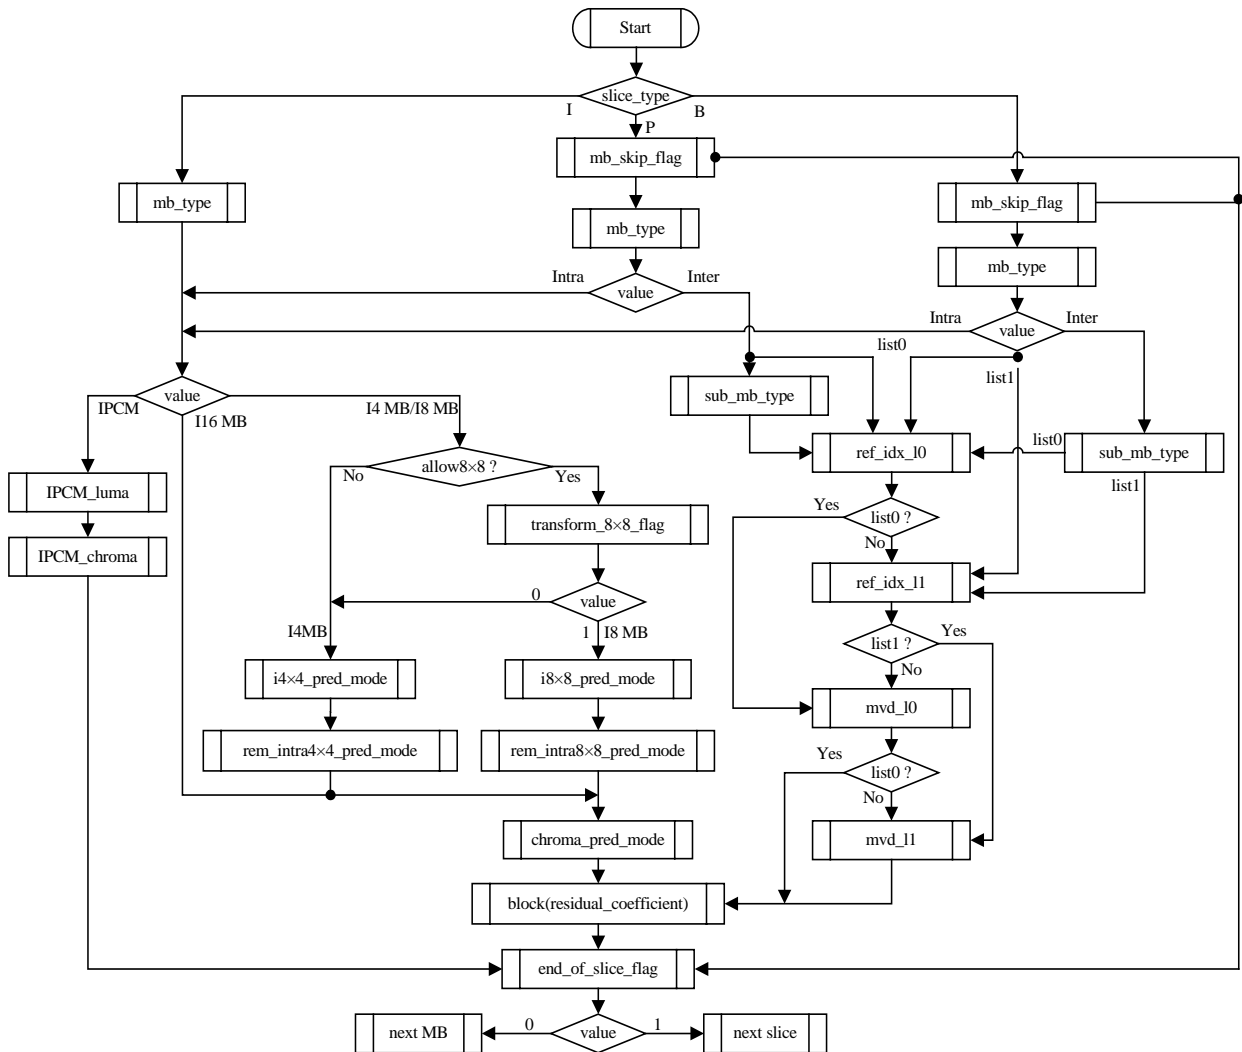 Start
slice_type
I
B
P
mb_skip_flag
mb_type
mb_skip_flag
mb_type
mb_type
Intra
value
Inter
Intra
value
Inter
list0
list1
value
IPCM
I16 MB
I4 MB/I8 MB
sub_mb_type
ref_idx_l0
list0
sub_mb_type
list1
allow8×8 ?
No
Yes
IPCM_luma
transform_8×8_flag
Yes
list0 ?
No
IPCM_chroma
ref_idx_l1
0
value
1
I8 MB
I4MB
list1 ?
Yes
No
i4×4_pred_mode
i8×8_pred_mode
mvd_l0
rem_intra4×4_pred_mode
rem_intra8×8_pred_mode
Yes
list0 ?
No
chroma_pred_mode
mvd_l1
block(residual_coefficient)
end_of_slice_flag
next MB
0
value
1
next slice